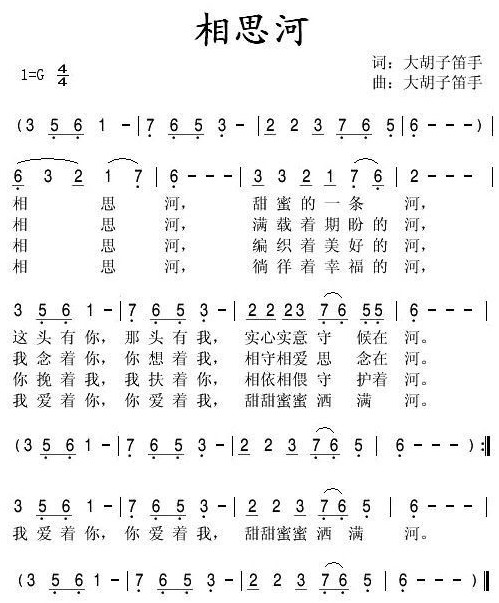 相思河
1=G 4/4
词：大胡子笛手
曲：大胡子笛手
(3 5 6 1 - | 7 6 5 3 - | 2 2 3 7 6 5 | 6 - - - )
6 3 2 1 7 | 6 - - - | 3 3 2 1 7 6 | 2 - - - |
相 思 河， 甜蜜的一条 河，
相 思 河， 满载着期盼的 河，
相 思 河， 编织着美好的 河，
相 思 河， 徜徉着幸福的 河，
3 5 6 1 - | 7 6 5 3 - | 2 2 2 3 7 6 5 5 | 6 - - - |
这头有你，那头有我，实心实意守 候在 河。
我念着你，你想着我，相守相爱思 念在 河。
你挽着我，我扶着你，相依相偎守 护着 河。
我爱着你，你爱着我，甜甜蜜蜜洒 满 河。
(3 5 6 1 - | 7 6 5 3 - | 2 2 3 7 6 5 | 6 - - - ) :||
3 5 6 1 - | 7 6 5 3 - | 2 2 3 7 6 5 | 6 - - - |
我爱着你，你爱着我，甜甜蜜蜜洒 满 河。
(3 5 6 1 - | 7 6 5 3 - | 2 2 3 7 6 5 | 6 - - - ) ||